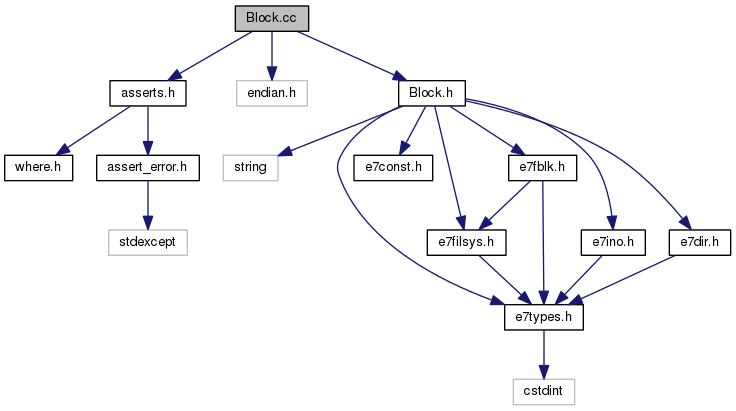 Block.cc
asserts.h
endian.h
Block.h
where.h
assert_error.h
string
e7const.h
e7fblk.h
stdexcept
e7filsys.h
e7ino.h
e7dir.h
e7types.h
cstdint